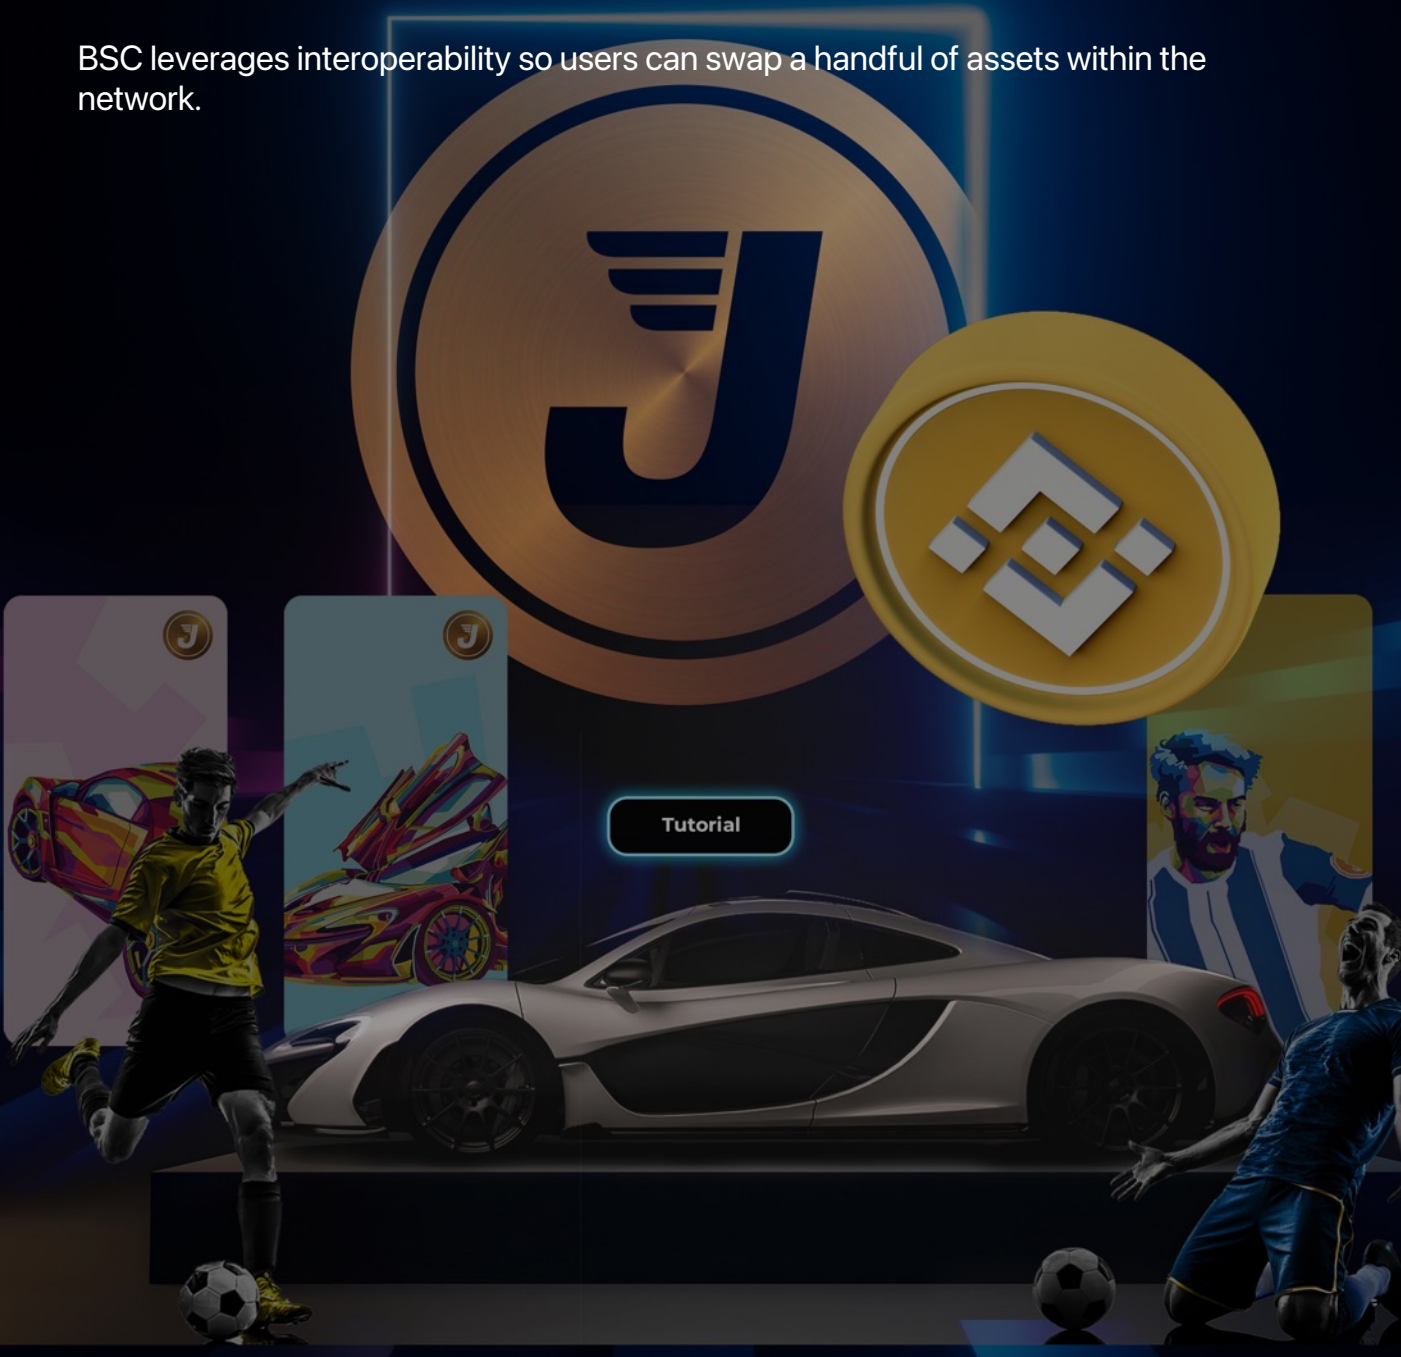 BSC leverages interoperability so users can swap a handful of assets within the
network.
J
J
J
Tutorial